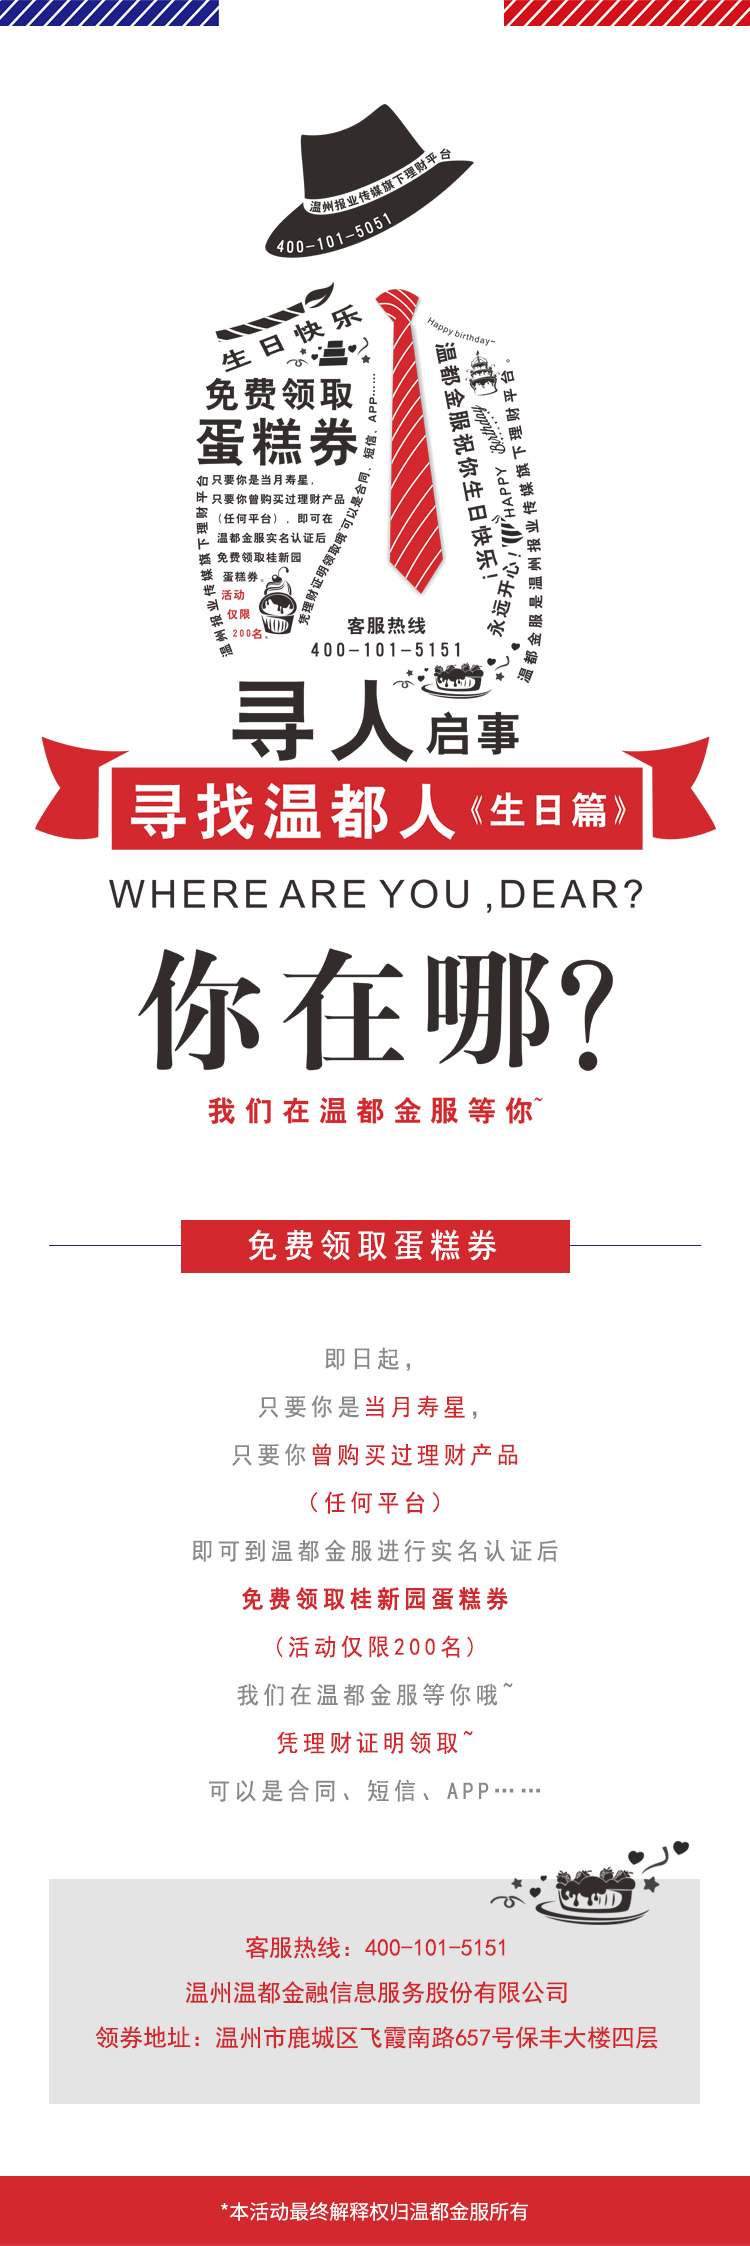 温州报业传媒旗下理财平台
400-101-5051
生日快乐
免费领取
蛋糕券
只要你是当月寿星,
只要你曾购买过理财产品
(任何平台),即可在
温都金服实名认证后
免费领取桂新园
蛋糕券。
活动
仅限
200名。
温州报业传媒旗下理财平台
凭理财证明领取哦~可以是合同、短信、APP……
Happy birthday~
温都金服祝你生日快乐!
永远开心!HAPPY Birthday……
温都金服是温州报业传媒旗下理财平台。
客服热线
400-101-5151
寻人启事
寻找温都人《生日篇》
WHERE ARE YOU ,DEAR?
你在哪?
我们在温都金服等你~
免费领取蛋糕券
即日起,
只要你是当月寿星,
只要你曾购买过理财产品
(任何平台)
即可到温都金服进行实名认证后
免费领取桂新园蛋糕券
(活动仅限200名)
我们在温都金服等你哦~
凭理财证明领取~
可以是合同、短信、APP……
客服热线：400-101-5151
温州温都金融信息服务股份有限公司
领券地址：温州市鹿城区飞霞南路657号保丰大楼四层
*本活动最终解释权归温都金服所有